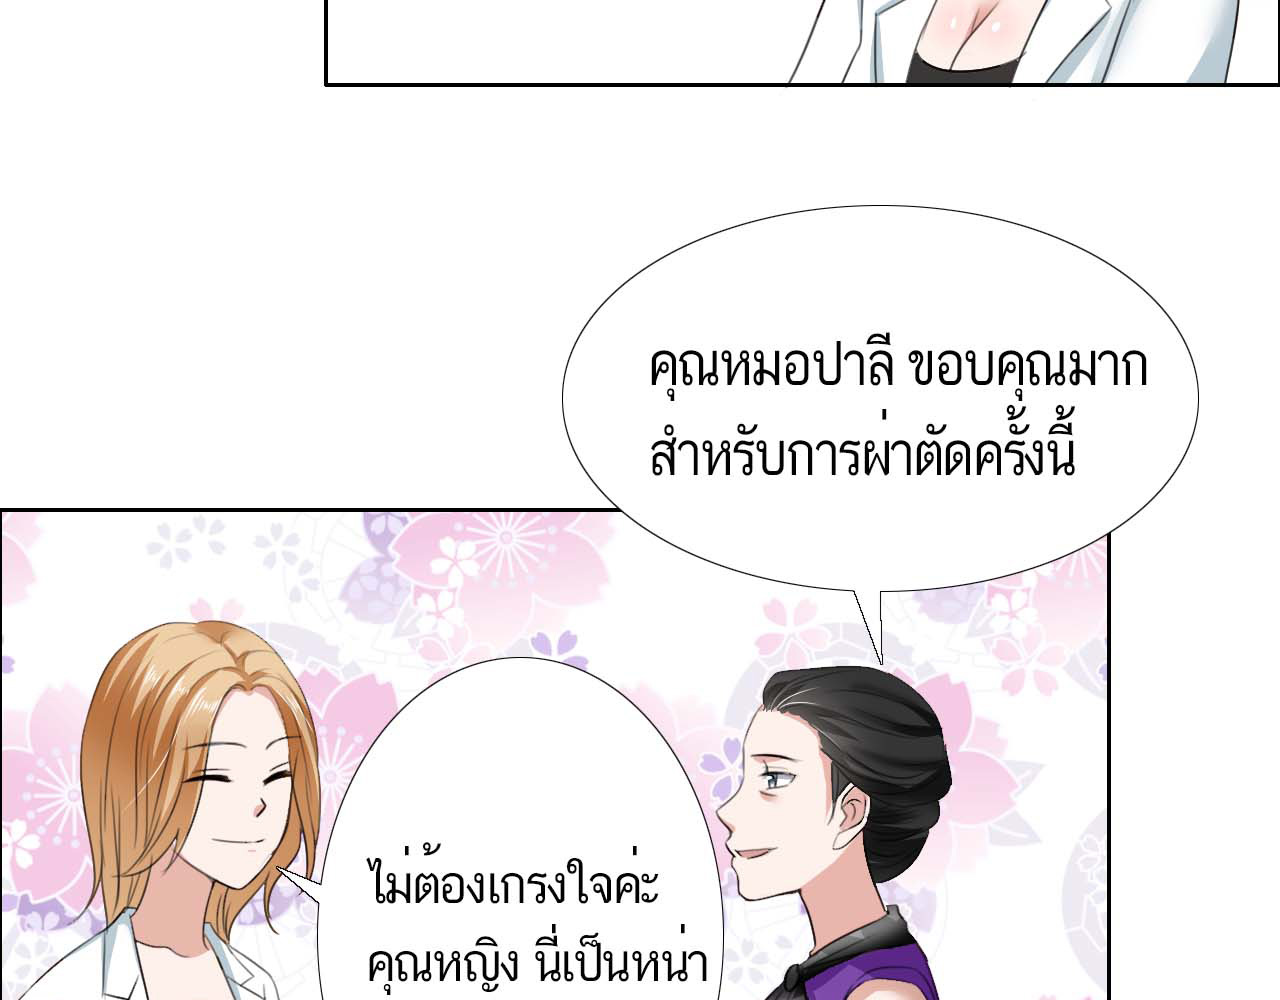 คุณหมอปาลี ขอบคุณมาก
สำหรับการผ่าตัดครั้งนี้
ไม่ต้องเกรงใจค่ะ
คุณหญิง นี่เป็นหน่า